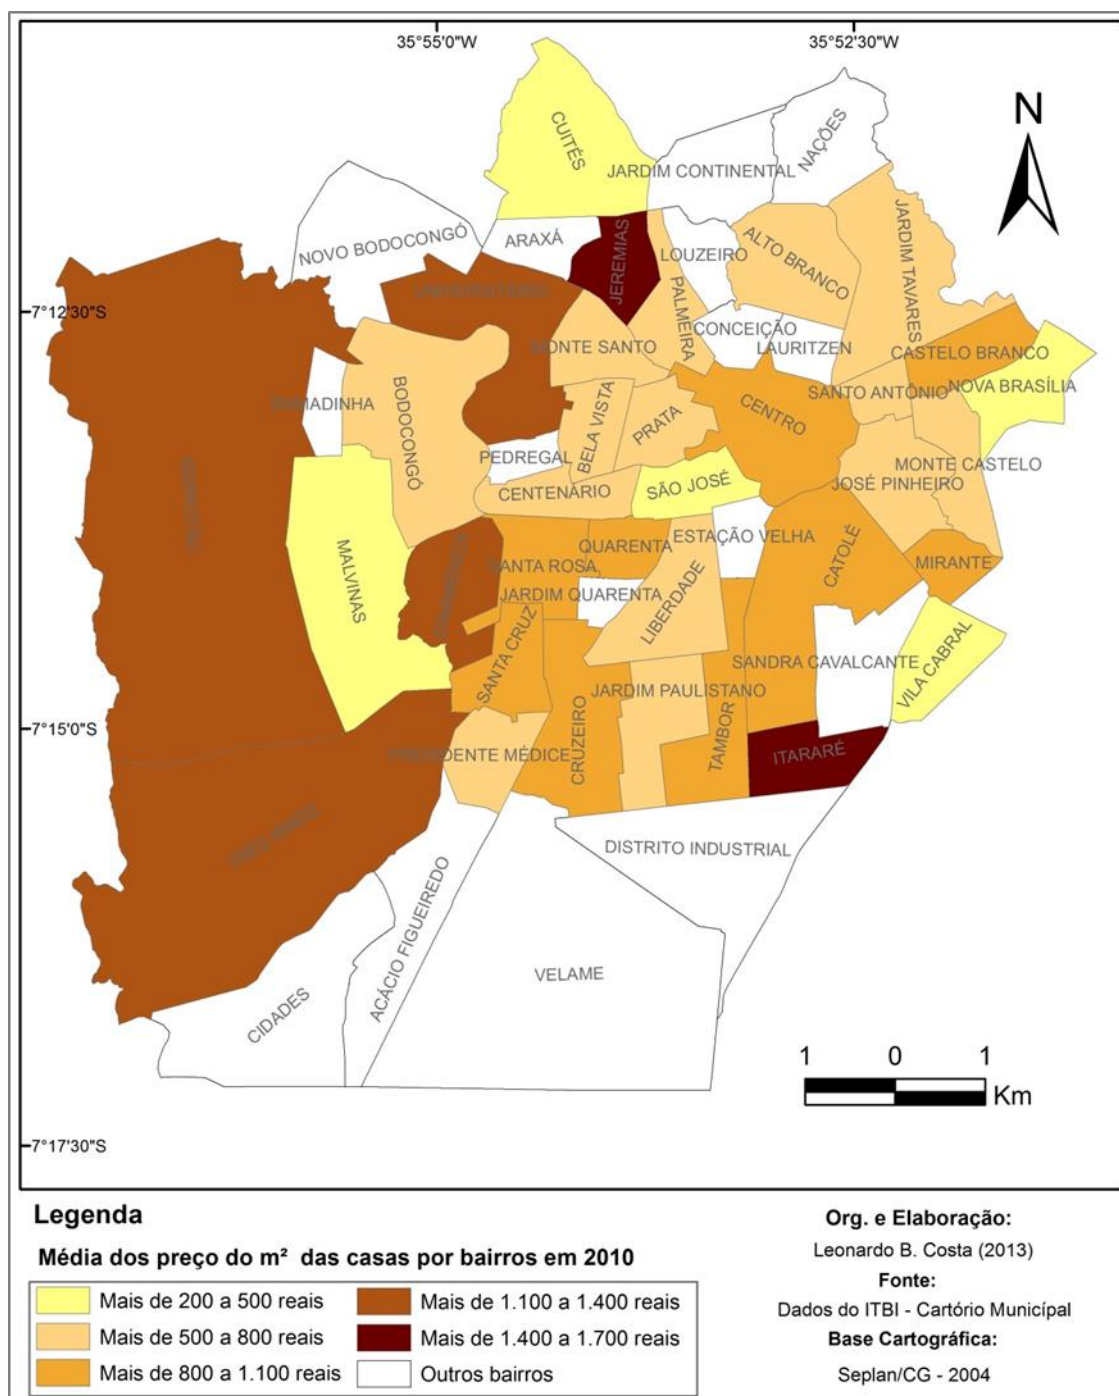 35°55'0"W
35°52'30"W
N
CUITÉS
NAÇÕES
JARDIM CONTINENTAL
NOVO BODOCONGÓ
ARAXÁ
JEREMIAS
LOUZEIRO
ALTO BRANCO
JARDIM TAVARES
UNIVERSITÁRIO
PALMEIRA
7°12'30"S
CONCEIÇÃO
LAURITZEN
MONTE SANTO
CASTELO BRANCO
SANTO ANTÔNIO
NOVA BRASÍLIA
RAMADINHA
BODOCONGÓ
BELA VISTA
PRATA
CENTRO
PEDREGAL
MONTE CASTELO
CENTENÁRIO
SÃO JOSÉ
JOSÉ PINHEIRO
MALVINAS
QUARENTA
ESTAÇÃO VELHA
CATOLÉ
MIRANTE
SANTA ROSA
DINAMÉRICA
JARDIM QUARENTA
LIBERDADE
SANTA CRUZ
SANDRA CAVALCANTE
VILA CABRAL
JARDIM PAULISTANO
7°15'0"S
PRESIDENTE MÉDICE
CRUZEIRO
TAMBOR
ITARARÉ
TRÊS IRMÃS
DISTRITO INDUSTRIAL
ACÁCIO FIGUEIREDO
VELAME
CIDADES
1 0 1
Km
7°17'30"S
Legenda
Média dos preço do m² das casas por bairros em 2010
Mais de 200 a 500 reais
Mais de 500 a 800 reais
Mais de 800 a 1.100 reais
Mais de 1.100 a 1.400 reais
Mais de 1.400 a 1.700 reais
Outros bairros
Org. e Elaboração:
Leonardo B. Costa (2013)
Fonte:
Dados do ITBI - Cartório Municípal
Base Cartográfica:
Seplan/CG - 2004